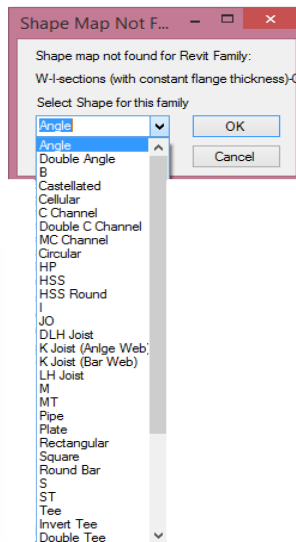 Shape Map Not F...
Shape map not found for Revit Family:
W-I-sections (with constant flange thickness)-
Select Shape for this family
Angle
OK
Cancel
Angle
Double Angle
B
Castellated
Cellular
C Channel
Double C Channel
MC Channel
Circular
HP
HSS
HSS Round
I
JO
DLH Joist
K Joist (Anlge Web)
K Joist (Bar Web)
LH Joist
M
MT
Pipe
Plate
Rectangular
Square
Round Bar
S
ST
Tee
Invert Tee
Double Tee